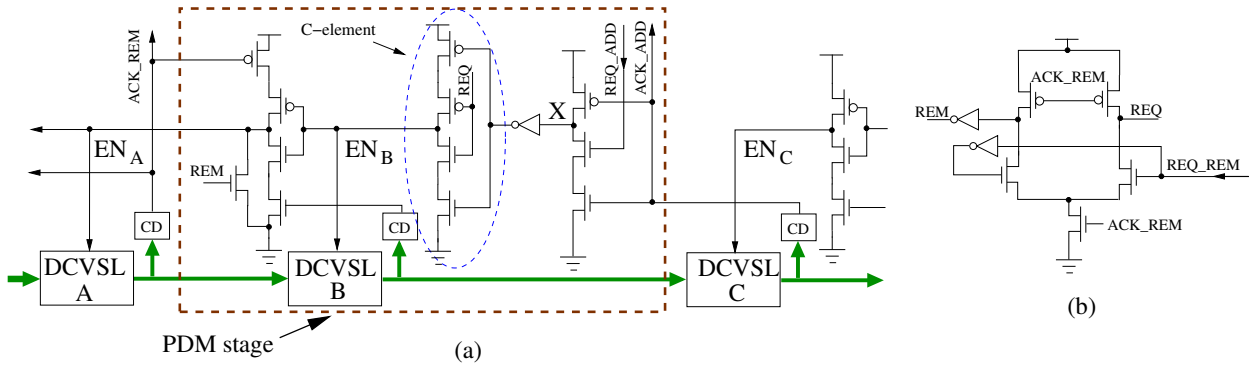 C−element
ACK_REM
REQ
REQ_ADD
ACK_ADD
X
EN A
EN B
EN C
REM
CD
CD
CD
DCVSL
A
DCVSL
B
DCVSL
C
PDM stage
(a)
ACK_REM
REM
REQ
REQ_REM
ACK_REM
(b)